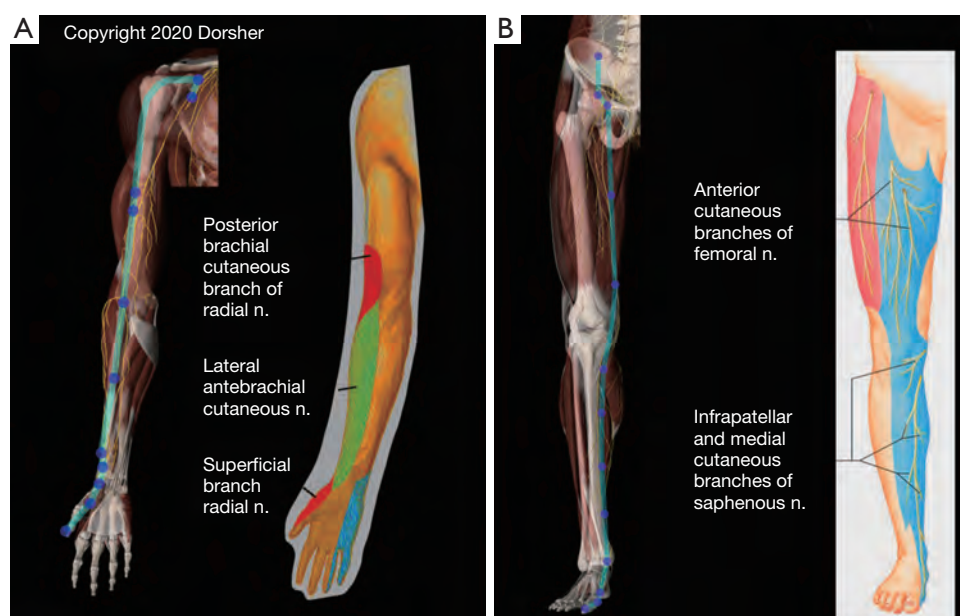 A
Copyright 2020 Dorsher
Posterior
brachial
cutaneous
branch of
radial n.
Lateral
antebrachial
cutaneous n.
Superficial
branch
radial n.
B
Anterior
cutaneous
branches of
femoral n.
Infrapatellar
and medial
cutaneous
branches of
saphenous n.